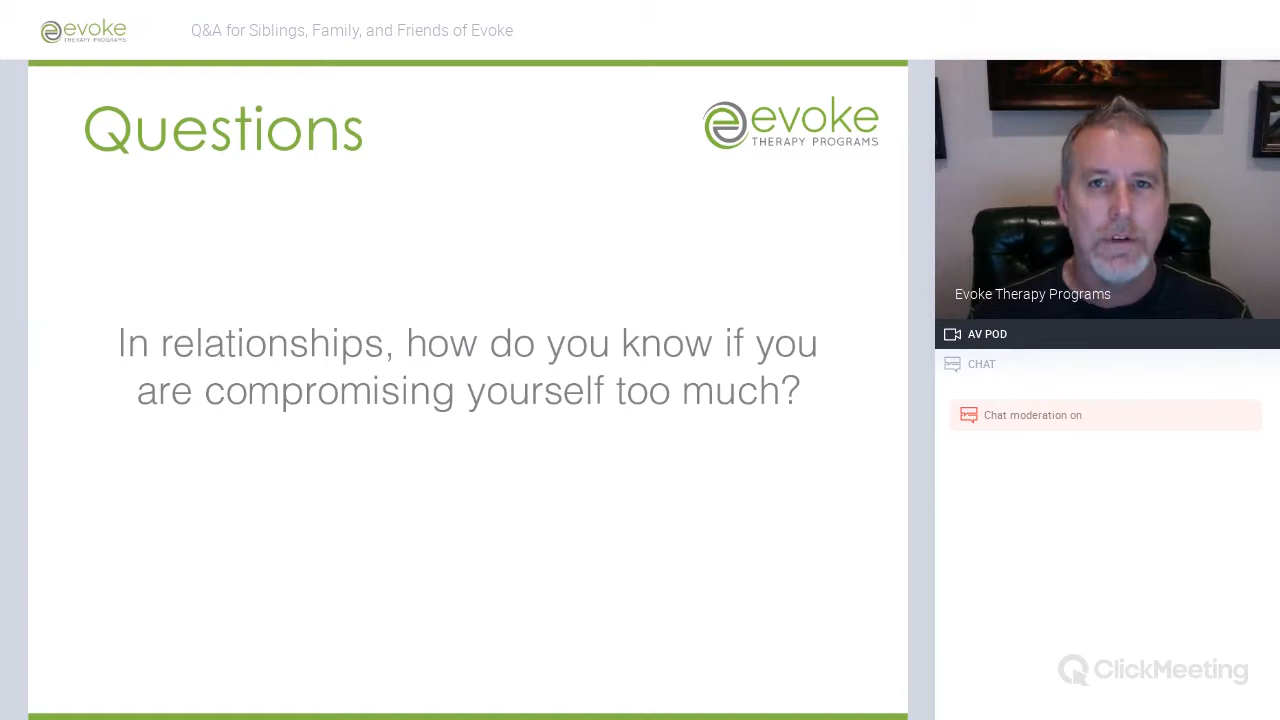 evoke
THERAPY PROGRAMS
Q&A for Siblings, Family, and Friends of Evoke
Questions
evoke
THERAPY PROGRAMS
In relationships, how do you know if you
are compromising yourself too much?
Evoke Therapy Programs
AV POD
CHAT
Chat moderation on
ClickMeeting